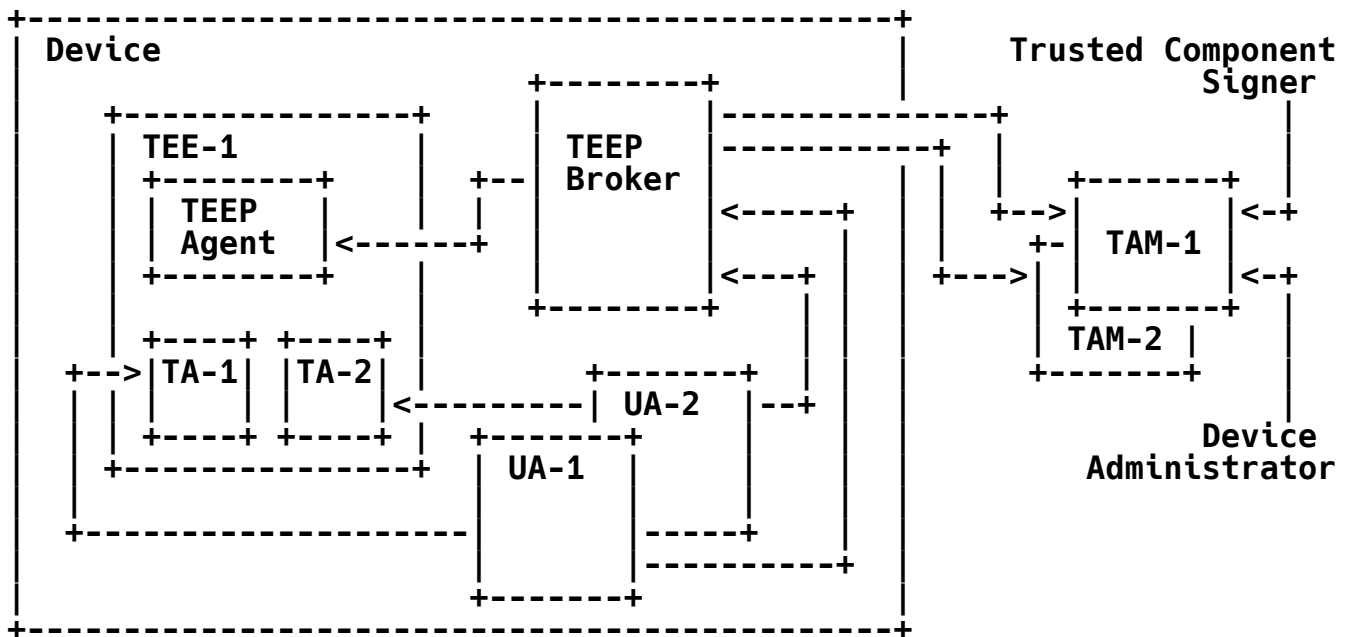 Device
Trusted Component
Signer
TEE-1
TEEP
Broker
TEEP
Agent
TAM-1
TAM-2
TA-1
TA-2
UA-2
Device
Administrator
UA-1